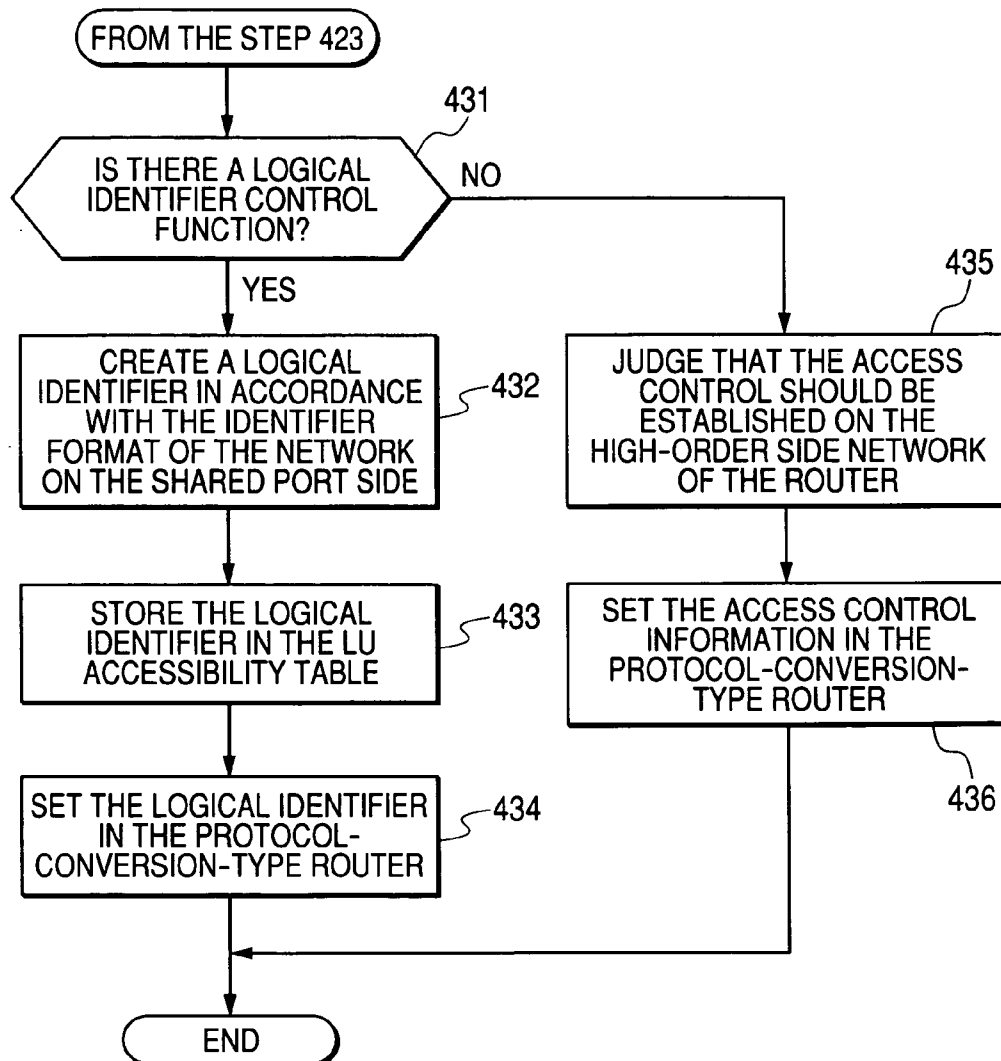 FROM THE STEP 423
431
IS THERE A LOGICAL
IDENTIFIER CONTROL
FUNCTION?
NO
YES
CREATE A LOGICAL
IDENTIFIER IN ACCORDANCE
WITH THE IDENTIFIER
FORMAT OF THE NETWORK
ON THE SHARED PORT SIDE
432
STORE THE LOGICAL
IDENTIFIER IN THE LU
ACCESSIBILITY TABLE
433
SET THE LOGICAL IDENTIFIER
IN THE PROTOCOL-
CONVERSION-TYPE ROUTER
434
435
JUDGE THAT THE ACCESS
CONTROL SHOULD BE
ESTABLISHED ON THE
HIGH-ORDER SIDE NETWORK
OF THE ROUTER
SET THE ACCESS CONTROL
INFORMATION IN THE
PROTOCOL-CONVERSION-
TYPE ROUTER
436
END